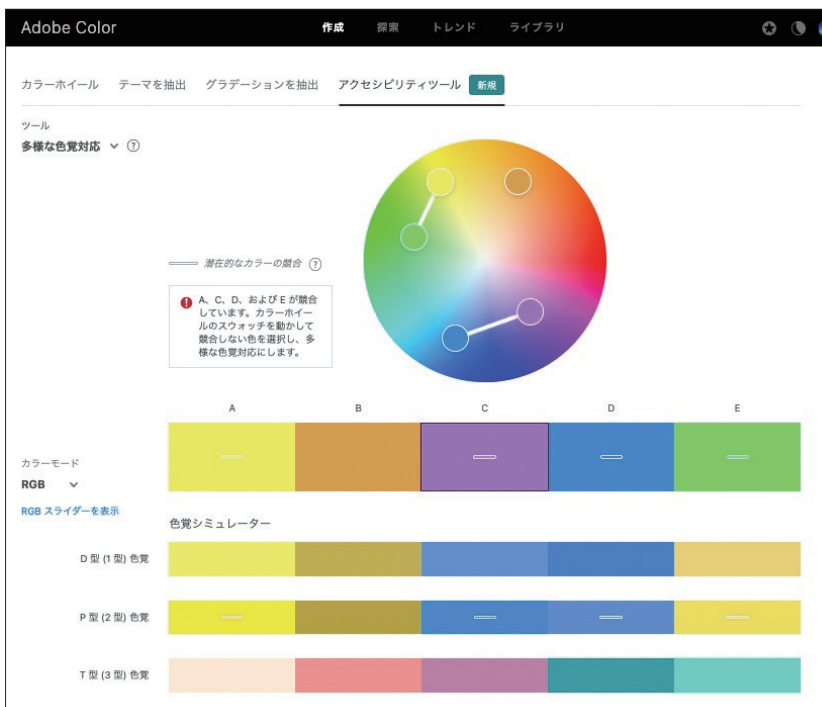 Adobe Color
作成 探索 トレンド ライブラリ
カラーホイール テーマを抽出 グラデーションを抽出 アクセシビリティツール 新規
ツール
多様な色覚対応
潜在的なカラーの競合
A、C、D、および E が競合
しています。カラーホイー
ルのスウォッチを動かして
競合しない色を選択し、多
様な色覚対応にします。
A B C D E
カラーモード
RGB
RGB スライダーを表示
色覚シミュレーター
D 型 (1 型) 色覚
P 型 (2 型) 色覚
T 型 (3 型) 色覚